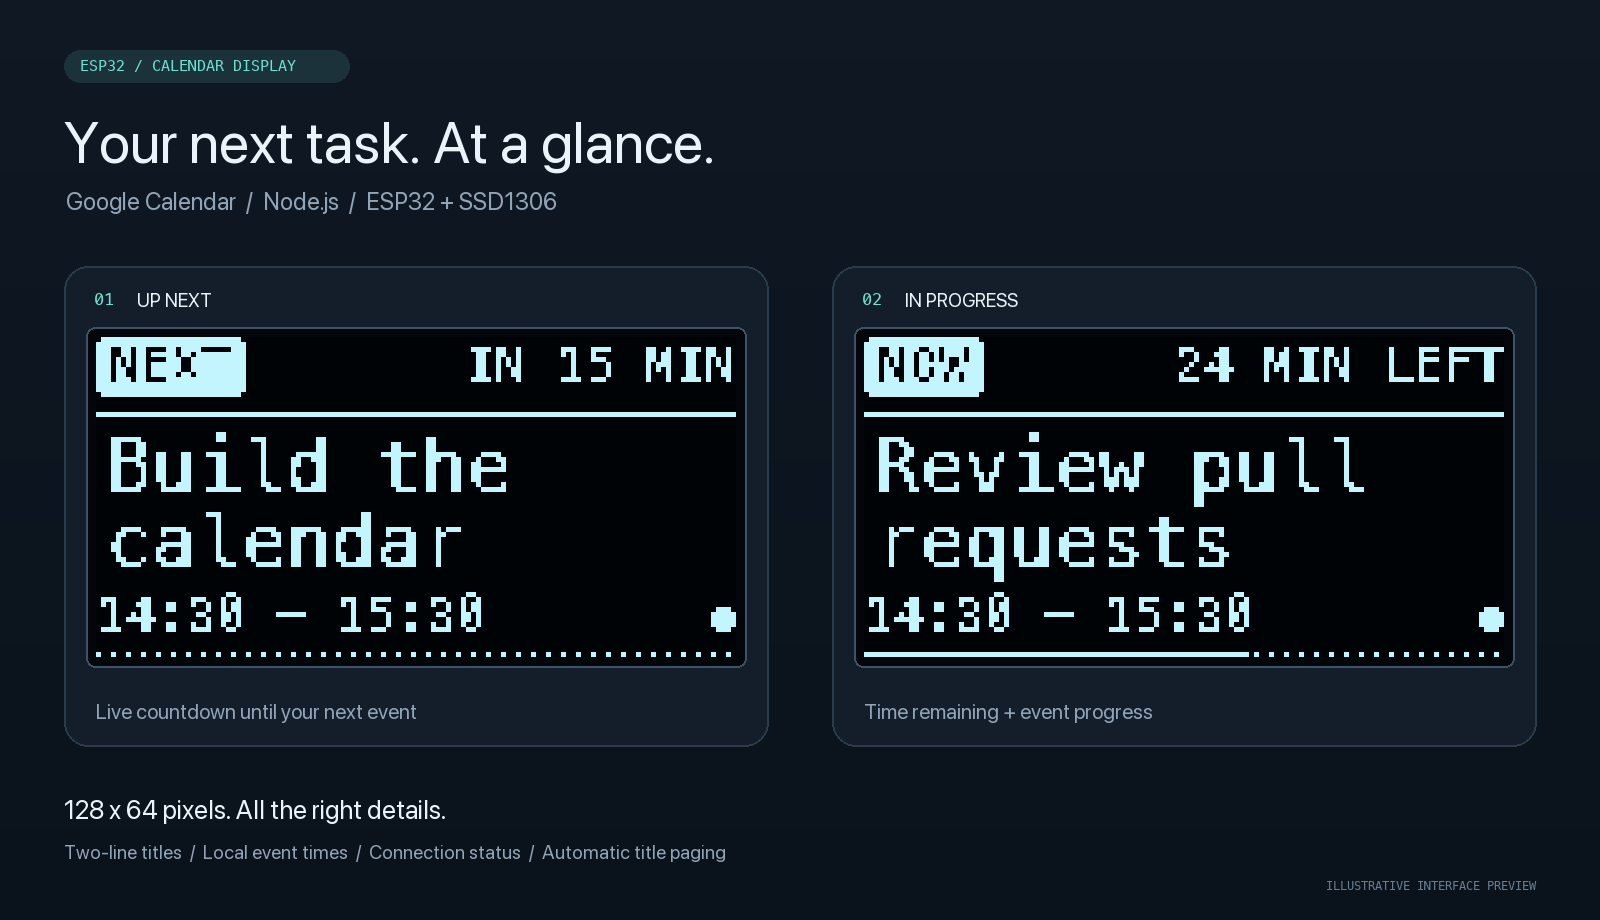 ESP32 / CALENDAR DISPLAY
Your next task. At a glance.
Google Calendar / Node.js / ESP32 + SSD1306
01 UP NEXT
NEXT IN 15 MIN
Build the
calendar
14:30 – 15:30
Live countdown until your next event
02 IN PROGRESS
NOW 24 MIN LEFT
Review pull
requests
14:30 – 15:30
Time remaining + event progress
128 x 64 pixels. All the right details.
Two-line titles / Local event times / Connection status / Automatic title paging
ILLUSTRATIVE INTERFACE PREVIEW